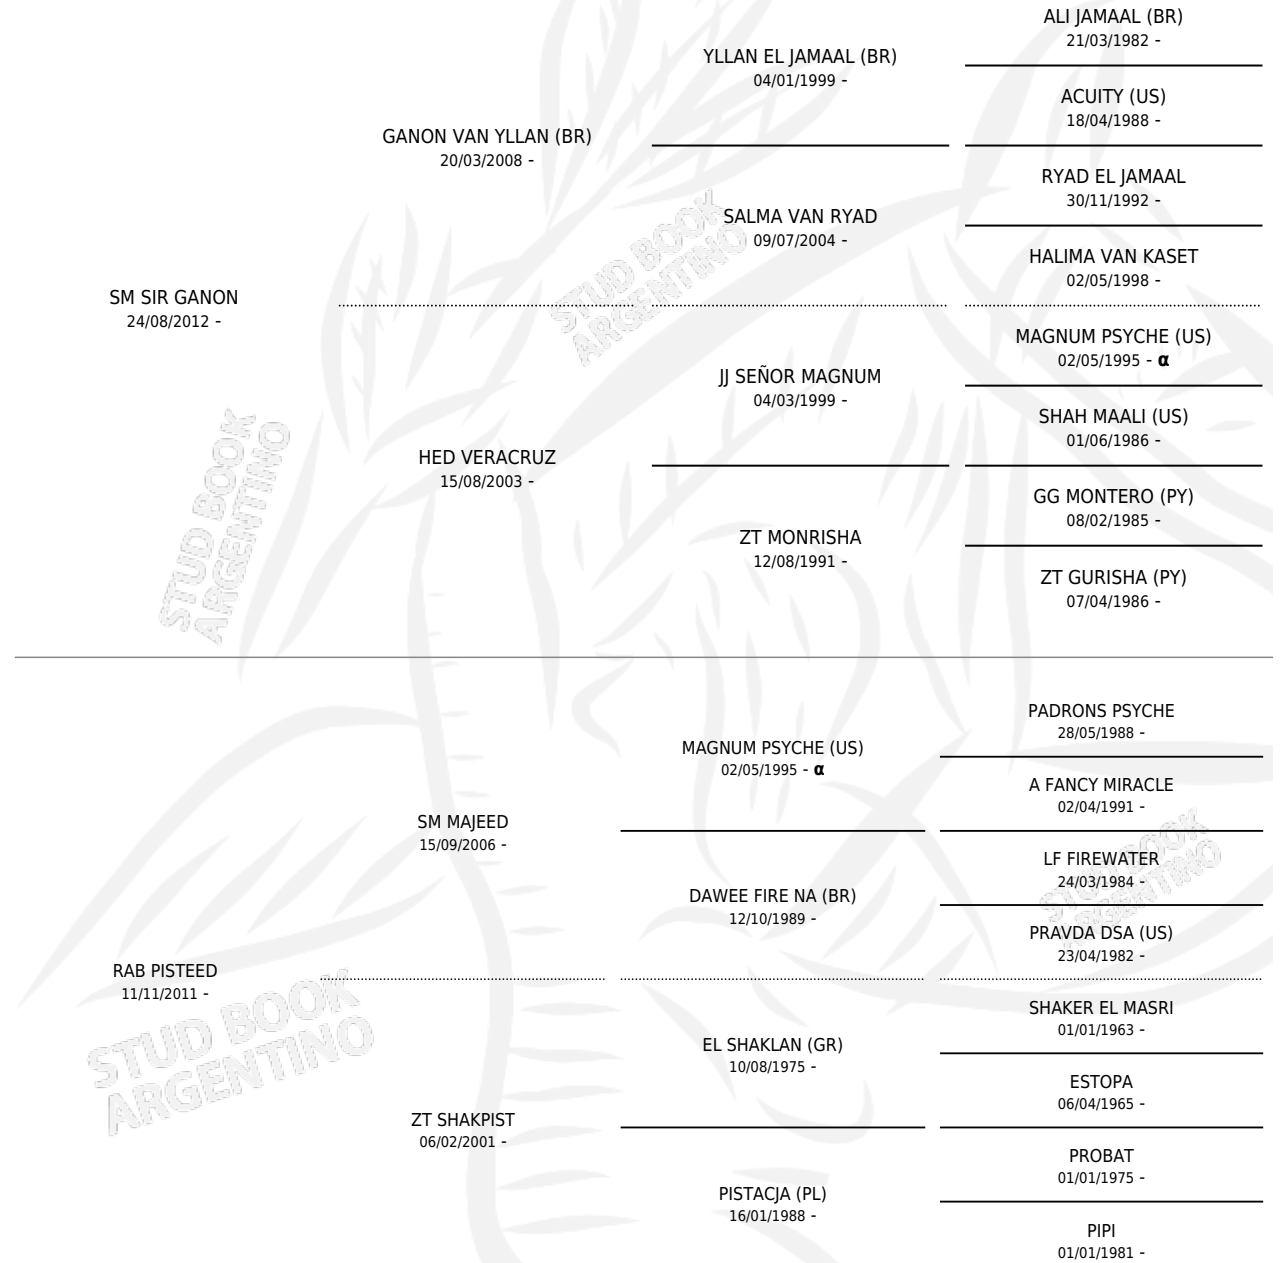 ALI JAMAAL (BR)
21/03/1982 -
YLLAN EL JAMAAL (BR)
04/01/1999 -
ACUITY (US)
18/04/1988 -
GANON VAN YLLAN (BR)
20/03/2008 -
RYAD EL JAMAAL
30/11/1992 -
SALMA VAN RYAD
09/07/2004 -
HALIMA VAN KASET
02/05/1998 -
SM SIR GANON
24/08/2012 -
MAGNUM PSYCHE (US)
02/05/1995 - α
JJ SEÑOR MAGNUM
04/03/1999 -
SHAH MAALI (US)
01/06/1986 -
HED VERACRUZ
15/08/2003 -
GG MONTERO (PY)
08/02/1985 -
ZT MONRISHA
12/08/1991 -
ZT GURISHA (PY)
07/04/1986 -
PADRONS PSYCHE
28/05/1988 -
MAGNUM PSYCHE (US)
02/05/1995 - α
A FANCY MIRACLE
02/04/1991 -
SM MAJEED
15/09/2006 -
LF FIREWATER
24/03/1984 -
DAWEE FIRE NA (BR)
12/10/1989 -
PRAVDA DSA (US)
23/04/1982 -
RAB PISTEED
11/11/2011 -
SHAKER EL MASRI
01/01/1963 -
EL SHAKLAN (GR)
10/08/1975 -
ESTOPA
06/04/1965 -
ZT SHAKPIST
06/02/2001 -
PROBAT
01/01/1975 -
PISTACJA (PL)
16/01/1988 -
PIPI
01/01/1981 -
STUD BOOK
ARGENTINO
STUD BOOK
ARGENTINO
STUD BOOK
ARGENTINO
STUD BOOK
ARGENTINO